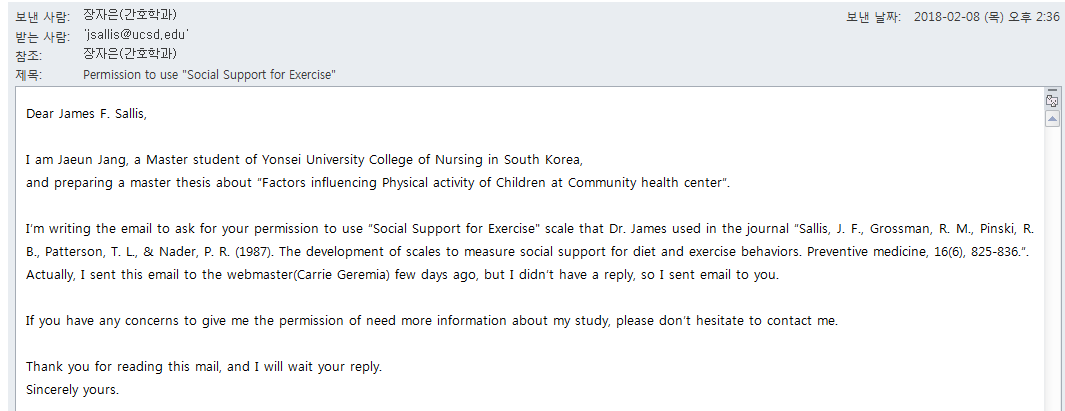 보낸 사람: 장자은(간호학과) 보낸 날짜: 2018-02-08 (목) 오후 2:36
받는 사람: 'jsallis@ucsd.edu'
참조: 장자은(간호학과)
제목: Permission to use "Social Support for Exercise"
Dear James F. Sallis,
I am Jaeun Jang, a Master student of Yonsei University College of Nursing in South Korea,
and preparing a master thesis about "Factors influencing Physical activity of Children at Community health center".
I'm writing the email to ask for your permission to use "Social Support for Exercise" scale that Dr. James used in the journal "Sallis, J. F., Grossman, R. M., Pinski, R.
B., Patterson, T. L., & Nader, P. R. (1987). The development of scales to measure social support for diet and exercise behaviors. Preventive medicine, 16(6), 825-836.".
Actually, I sent this email to the webmaster(Carrie Geremia) few days ago, but I didn't have a reply, so I sent email to you.
If you have any concerns to give me the permission of need more information about my study, please don't hesitate to contact me.
Thank you for reading this mail, and I will wait your reply.
Sincerely yours.